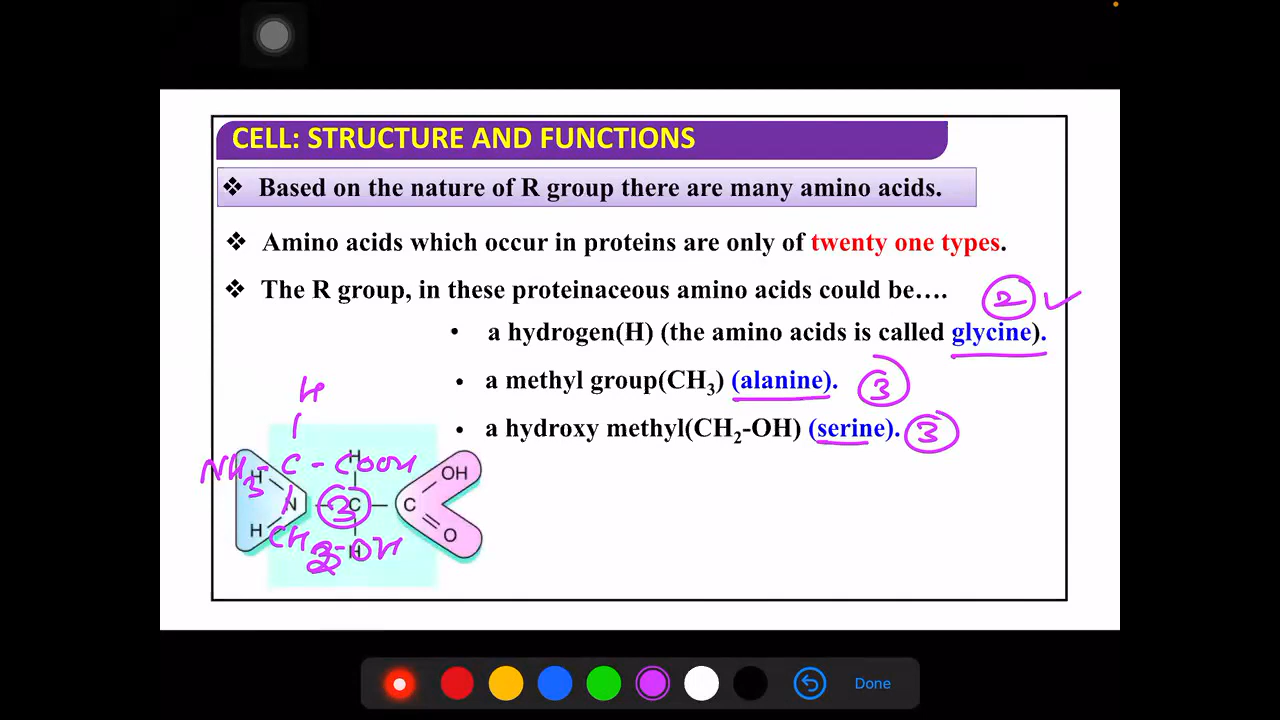 CELL: STRUCTURE AND FUNCTIONS
❖ Based on the nature of R group there are many amino acids.
❖ Amino acids which occur in proteins are only of twenty one types.
❖ The R group, in these proteinaceous amino acids could be….
2 ✓
• a hydrogen(H) (the amino acids is called glycine).
• a methyl group(CH3) (alanine). 3
• a hydroxy methyl(CH2-OH) (serine). 3
H
NH3-C-COOH
H H OH
N C C
3
H H O
CH2-OH
Done